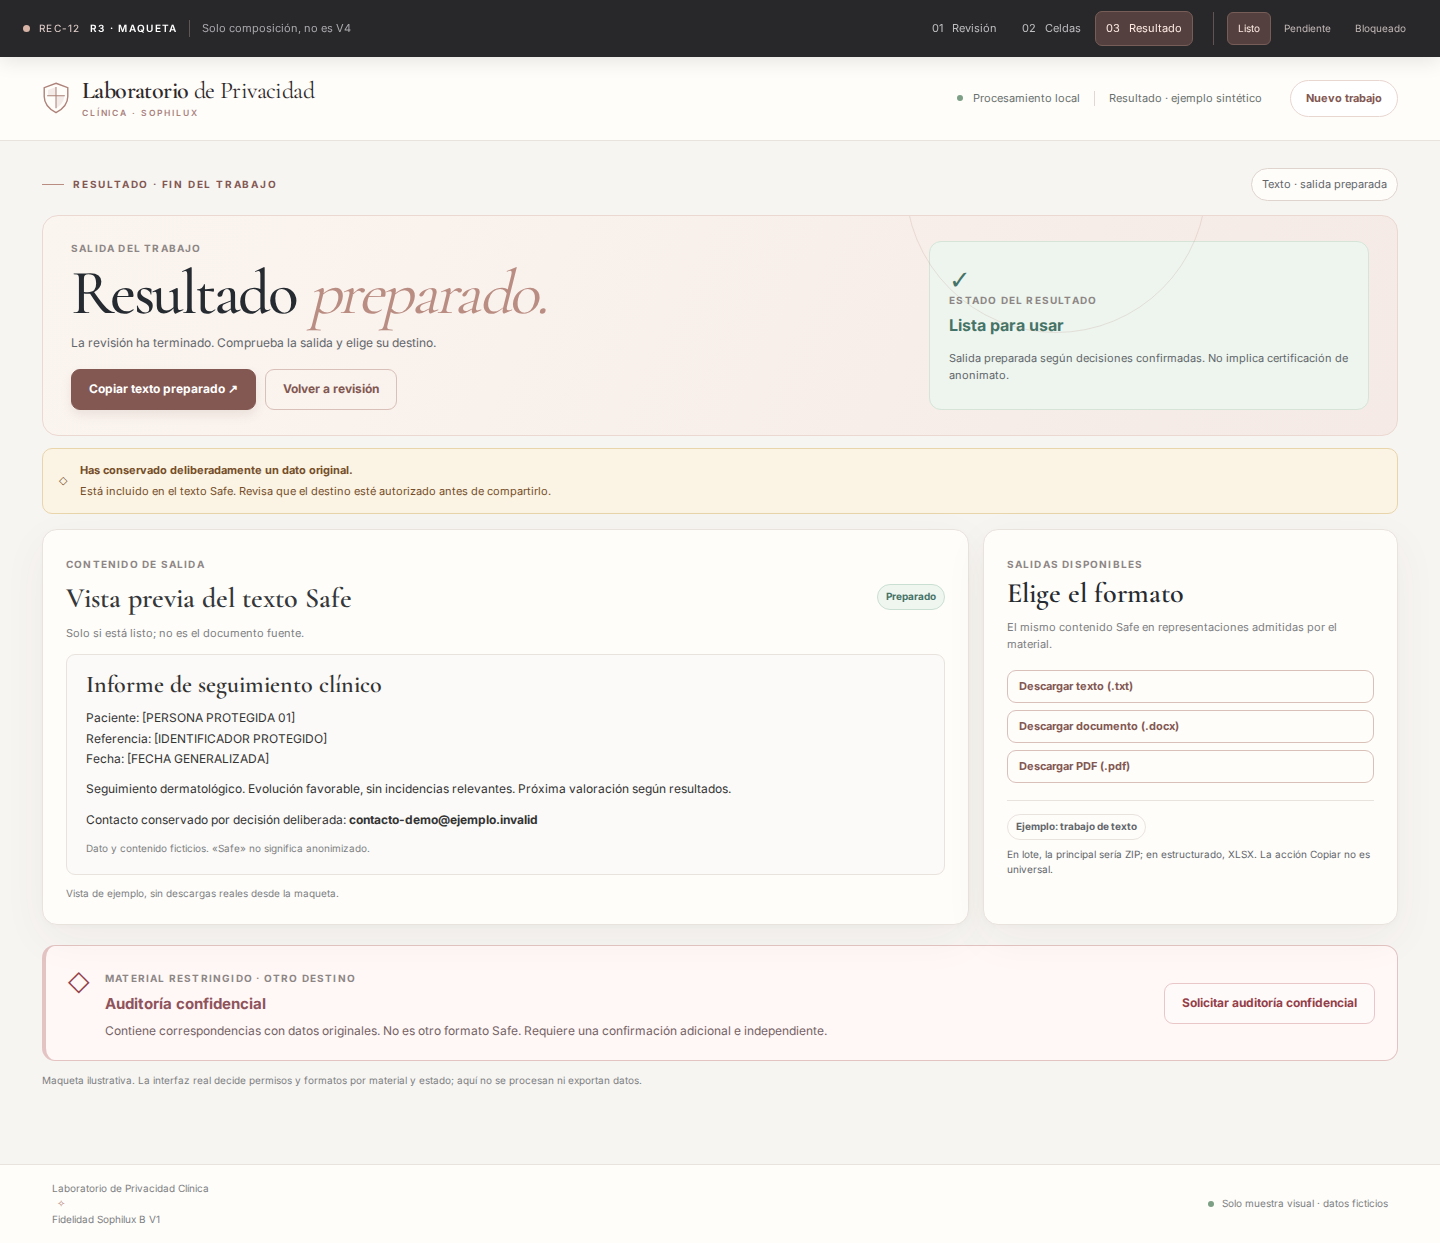 REC-12 R3 · MAQUETA Solo composición, no es V4 01 Revisión 02 Celdas 03 Resultado Listo Pendiente Bloqueado
Laboratorio de Privacidad
CLÍNICA · SOPHILUX
Procesamiento local Resultado · ejemplo sintético Nuevo trabajo
RESULTADO · FIN DEL TRABAJO
Texto · salida preparada
SALIDA DEL TRABAJO
Resultado preparado.
La revisión ha terminado. Comprueba la salida y elige su destino.
Copiar texto preparado ↗ Volver a revisión
✓
ESTADO DEL RESULTADO
Lista para usar
Salida preparada según decisiones confirmadas. No implica certificación de
anonimato.
Has conservado deliberadamente un dato original.
Está incluido en el texto Safe. Revisa que el destino esté autorizado antes de compartirlo.
CONTENIDO DE SALIDA
Vista previa del texto Safe
Preparado
Solo si está listo; no es el documento fuente.
Informe de seguimiento clínico
Paciente: [PERSONA PROTEGIDA 01]
Referencia: [IDENTIFICADOR PROTEGIDO]
Fecha: [FECHA GENERALIZADA]
Seguimiento dermatológico. Evolución favorable, sin incidencias relevantes. Próxima valoración según resultados.
Contacto conservado por decisión deliberada: contacto-demo@ejemplo.invalid
Dato y contenido ficticios. «Safe» no significa anonimizado.
Vista de ejemplo, sin descargas reales desde la maqueta.
SALIDAS DISPONIBLES
Elige el formato
El mismo contenido Safe en representaciones admitidas por el
material.
Descargar texto (.txt)
Descargar documento (.docx)
Descargar PDF (.pdf)
Ejemplo: trabajo de texto
En lote, la principal sería ZIP; en estructurado, XLSX. La acción Copiar no es
universal.
MATERIAL RESTRINGIDO · OTRO DESTINO
Auditoría confidencial
Contiene correspondencias con datos originales. No es otro formato Safe. Requiere una confirmación adicional e independiente.
Solicitar auditoría confidencial
Maqueta ilustrativa. La interfaz real decide permisos y formatos por material y estado; aquí no se procesan ni exportan datos.
Laboratorio de Privacidad Clínica
Fidelidad Sophilux B V1
Solo muestra visual · datos ficticios